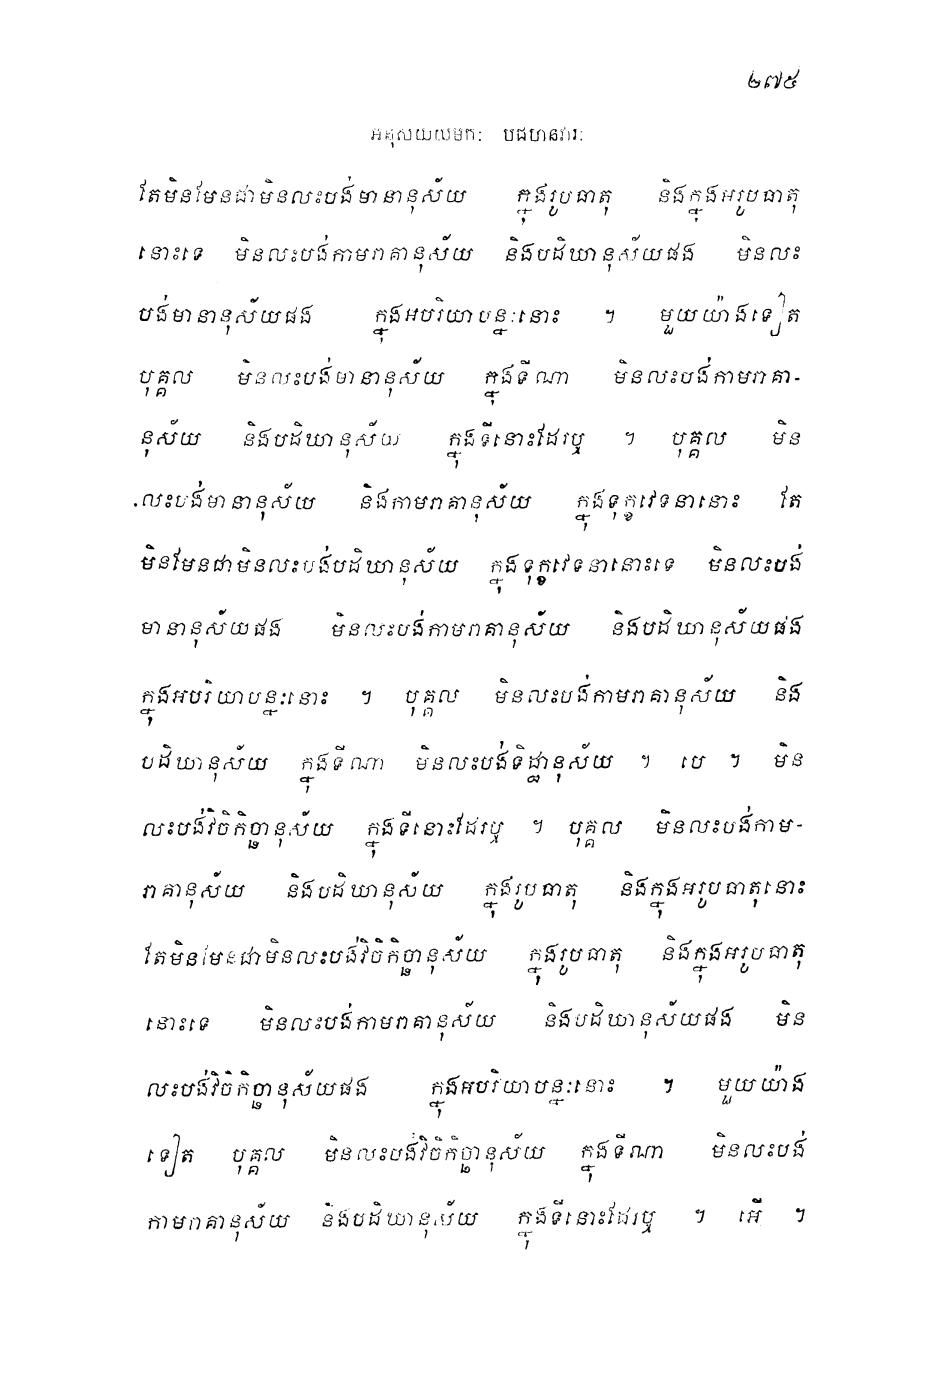 ២៧៥
អនុសយយមកៈ បជហនវារៈ
តែមិនមែនជាមិនលះបង់មានានុស័យ ក្នុងរូបធាតុ និងក្នុងអរូបធាតុ
នោះទេ មិនលះបង់កាមរាគានុស័យ និងបដិឃានុស័យផង មិនលះ
បង់មានានុស័យផង ក្នុងអបរិយាបន្នៈនោះ ។ មួយយ៉ាងទៀត
បុគ្គល មិនលះបង់មានានុស័យ ក្នុងទីណា មិនលះបង់កាមរាគា-
នុស័យ និងបដិឃានុស័យ ក្នុងទីនោះដែរឬ ។ បុគ្គល មិន
លះបង់មានានុស័យ និងកាមរាគានុស័យ ក្នុងទុក្ខវេទនានោះ តែ
មិនមែនជាមិនលះបង់បដិឃានុស័យ ក្នុងទុក្ខវេទនានោះទេ មិនលះបង់
មានានុស័យផង មិនលះបង់កាមរាគានុស័យ និងបដិឃានុស័យផង
ក្នុងអបរិយាបន្នៈនោះ ។ បុគ្គល មិនលះបង់កាមរាគានុស័យ និង
បដិឃានុស័យ ក្នុងទីណា មិនលះបង់ទិដ្ឋានុស័យ ។ បេ ។ មិន
លះបង់វិចិកិច្ឆានុស័យ ក្នុងទីនោះដែរឬ ។ បុគ្គល មិនលះបង់កាម-
រាគានុស័យ និងបដិឃានុស័យ ក្នុងរូបធាតុ និងក្នុងអរូបធាតុនោះ
តែមិនមែនជាមិនលះបង់វិចិកិច្ឆានុស័យ ក្នុងរូបធាតុ និងក្នុងអរូបធាតុ
នោះទេ មិនលះបង់កាមរាគានុស័យ និងបដិឃានុស័យផង មិន
លះបង់វិចិកិច្ឆានុស័យផង ក្នុងអបរិយាបន្នៈនោះ ។ មួយយ៉ាង
ទៀត បុគ្គល មិនលះបង់វិចិកិច្ឆានុស័យ ក្នុងទីណា មិនលះបង់
កាមរាគានុស័យ និងបដិឃានុស័យ ក្នុងទីនោះដែរឬ ។ អើ ។